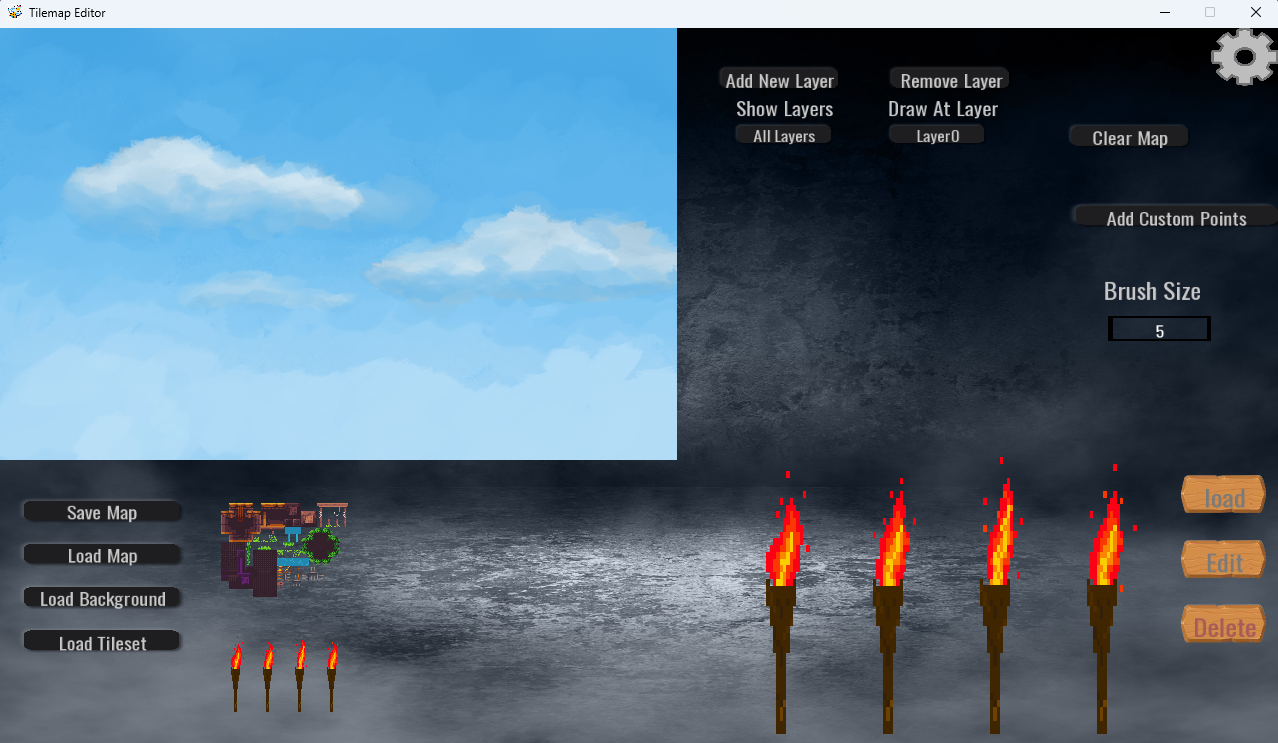 Tilemap Editor
Add New Layer
Remove Layer
Show Layers
Draw At Layer
All Layers
Layer0
Clear Map
Add Custom Points
Brush Size
5
Save Map
Load Map
Load Background
Load Tileset
load
Edit
Delete